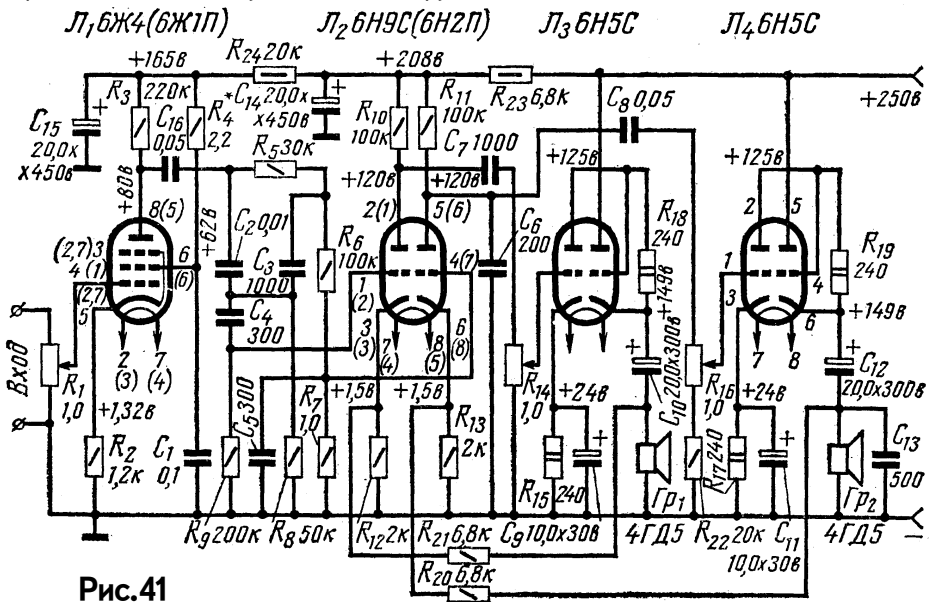 Л₁ 6Ж4 (6Ж1П)
Л₂ 6Н9С (6Н2П)
Л₃ 6Н5С
Л₄ 6Н5С
+165в
R₂₄ 20к
+208в
R₂₃ 6,8к
+250в
C₁₅ 20,0х х450в
R₃ 220к
C₁₆ 0,05
R₄* 2,2
C₁₄ 20,0х х450в
R₁₀ 100к
R₁₁ 100к
C₇ 1000
C₈ 0,05
R₅ 30к
+80в
+62в
+120в
+120в
+125в
+125в
8(5)
2(1)
5(6)
2
5
(2,7)3
4(1)
(2,7)
5
6
(6)
C₂ 0,01
C₃ 1000
C₄ 300
R₆ 100к
4(7)
C₆ 200
R₁₈ 240
R₁₉ 240
1
(2)
3
(3)
7
(4)
8
(5)
6
(8)
1
3
4
6
7
8
+149в
+149в
Вход
R₁ 1,0
2
(3)
7
(4)
+1,32в
R₂ 1,2к
C₁ 0,1
C₅ 300
R₇ 1,0
+1,5в
+1,5в
R₁₃ 2к
R₁₄ 1,0
+24в
C₁₀ 20,0х300в
R₁₆ 1,0
+24в
C₁₂ 20,0х300в
C₁₃ 500
R₁₅ 240
Гр₁
R₁₇ 240
Гр₂
R₉ 200к
R₈ 50к
R₁₂ 2к
R₂₁ 6,8к
C₉ 10,0х30в
4ГД5
R₂₂ 20к
C₁₁ 10,0х30в
4ГД5
–
R₂₀ 6,8к
Рис.41